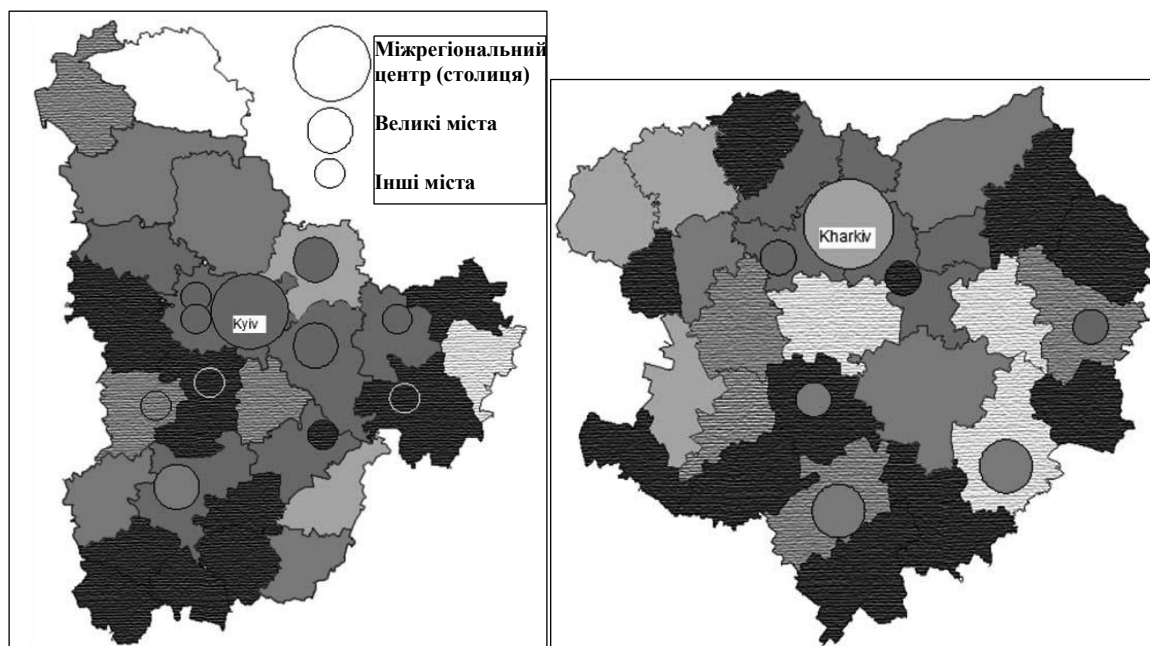 Міжрегіональний
центр (столиця)
Великі міста
Інші міста
Kyiv
Kharkiv